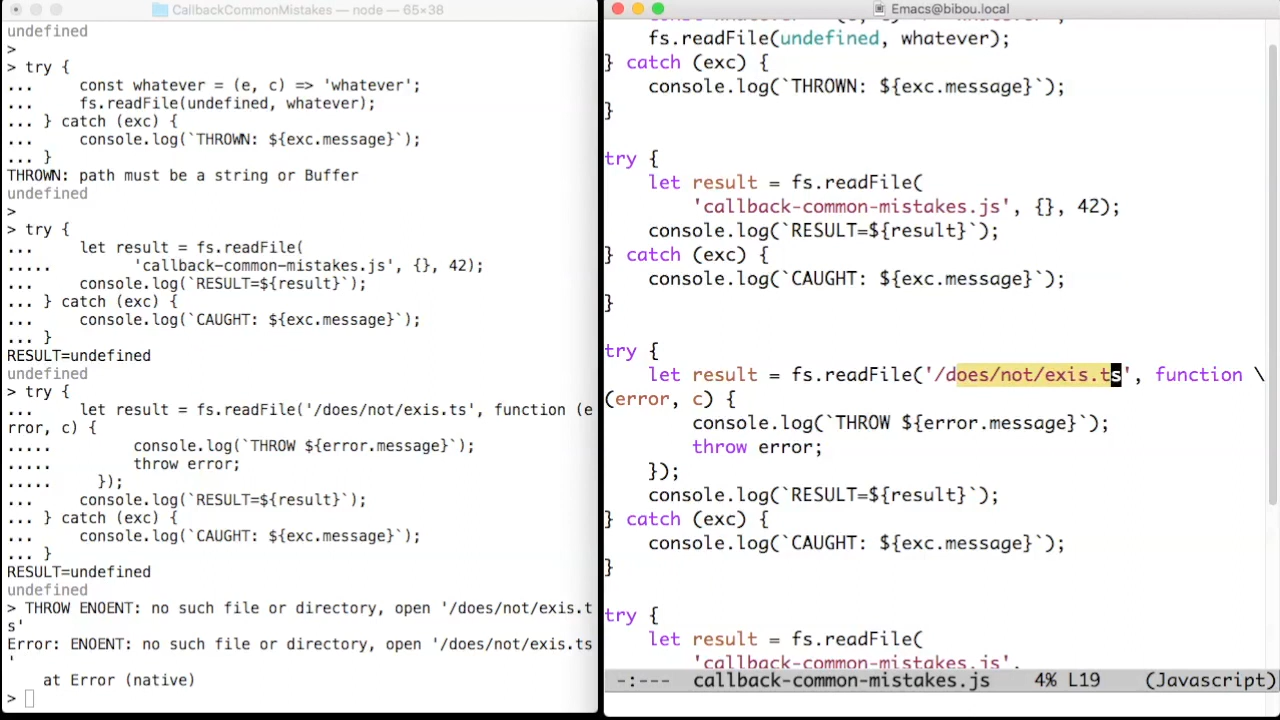 CallbackCommonMistakes — node — 65×38
undefined
>
> try {
...     const whatever = (e, c) => 'whatever';
...     fs.readFile(undefined, whatever);
... } catch (exc) {
...     console.log(`THROWN: ${exc.message}`);
... }
THROWN: path must be a string or Buffer
undefined
>
> try {
...     let result = fs.readFile(
.....         'callback-common-mistakes.js', {}, 42);
...     console.log(`RESULT=${result}`);
... } catch (exc) {
...     console.log(`CAUGHT: ${exc.message}`);
... }
RESULT=undefined
undefined
> try {
...     let result = fs.readFile('/does/not/exis.ts', function (e
rror, c) {
.....         console.log(`THROW ${error.message}`);
.....         throw error;
.....     });
...     console.log(`RESULT=${result}`);
... } catch (exc) {
...     console.log(`CAUGHT: ${exc.message}`);
... }
RESULT=undefined
undefined
> THROW ENOENT: no such file or directory, open '/does/not/exis.t
s'
Error: ENOENT: no such file or directory, open '/does/not/exis.ts
'
    at Error (native)
>
Emacs@bibou.local
    fs.readFile(undefined, whatever);
} catch (exc) {
    console.log(`THROWN: ${exc.message}`);
}
try {
    let result = fs.readFile(
        'callback-common-mistakes.js', {}, 42);
    console.log(`RESULT=${result}`);
} catch (exc) {
    console.log(`CAUGHT: ${exc.message}`);
}
try {
    let result = fs.readFile('/does/not/exis.ts', function \
(error, c) {
        console.log(`THROW ${error.message}`);
        throw error;
    });
    console.log(`RESULT=${result}`);
} catch (exc) {
    console.log(`CAUGHT: ${exc.message}`);
}
try {
    let result = fs.readFile(
        'callback-common-mistakes.js',
-:---  callback-common-mistakes.js    4% L19    (Javascript)